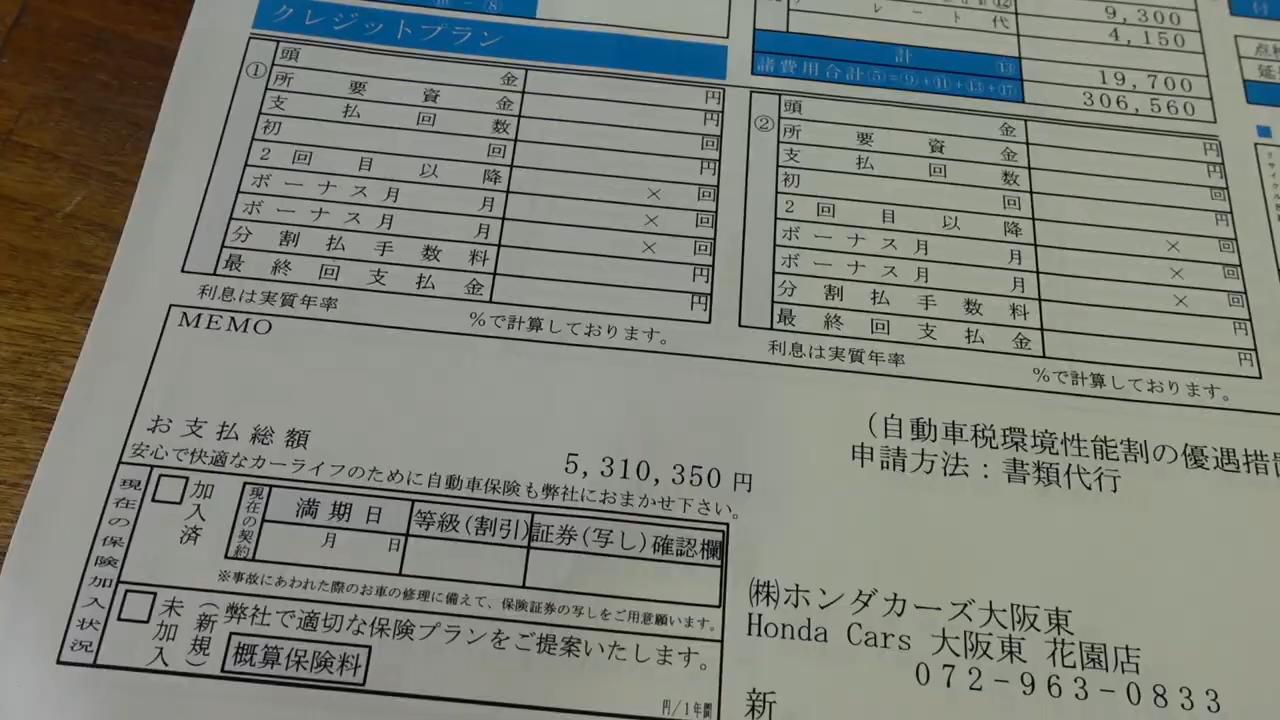 クレジットプラン
① 頭金 円
所要資金 円
支払回数 回
初回 円
2回目以降 × 回
ボーナス月 月 × 回
ボーナス月 月 × 回
分割払手数料 円
最終回支払金 円
利息は実質年率 %で計算しております。
9,300
レート代 4,150
計 ⑬ 19,700
諸費用合計⑤=⑨+⑪+⑬+⑰ 306,560
② 頭金 円
所要資金 円
支払回数 回
初回 円
2回目以降 × 回
ボーナス月 月 × 回
ボーナス月 月 × 回
分割払手数料 円
最終回支払金 円
利息は実質年率 %で計算しております。
MEMO
お支払総額 5,310,350円
安心で快適なカーライフのために自動車保険も弊社におまかせ下さい。
現在の保険加入状況
加入済
現在の契約
満期日 等級(割引) 証券(写し)確認欄
月 日
※事故にあわれた際のお車の修理に備えて、保険証券の写しをご用意願います。
未加入(新規)
弊社で適切な保険プランをご提案いたします。
概算保険料
円/1年間
(自動車税環境性能割の優遇措
申請方法:書類代行
㈱ホンダカーズ大阪東
Honda Cars 大阪東 花園店
072-963-0833
新